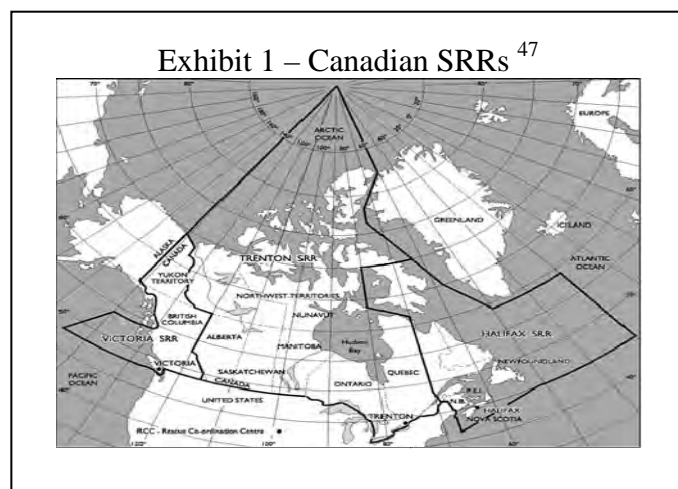 Exhibit 1 – Canadian SRRs 47
EUROPE
ARCTIC
OCEAN
GREENLAND
ICELAND
ALASKA
CANADA
TRENTON SRR
ATLANTIC
OCEAN
YUKON
TERRITORY
NORTHWEST TERRITORIES
BRITISH
COLUMBIA
NUNAVUT
VICTORIA SRR
ALBERTA
Hudson
Bay
HALIFAX SRR
MANITOBA
VICTORIA
SASKATCHEWAN
QUEBEC
NEWFOUNDLAND
PACIFIC
OCEAN
CANADA
ONTARIO
P.E.I.
N.B.
UNITED STATES
TRENTON
HALIFAX
NOVA SCOTIA
RCC - Rescue Co-ordination Centre